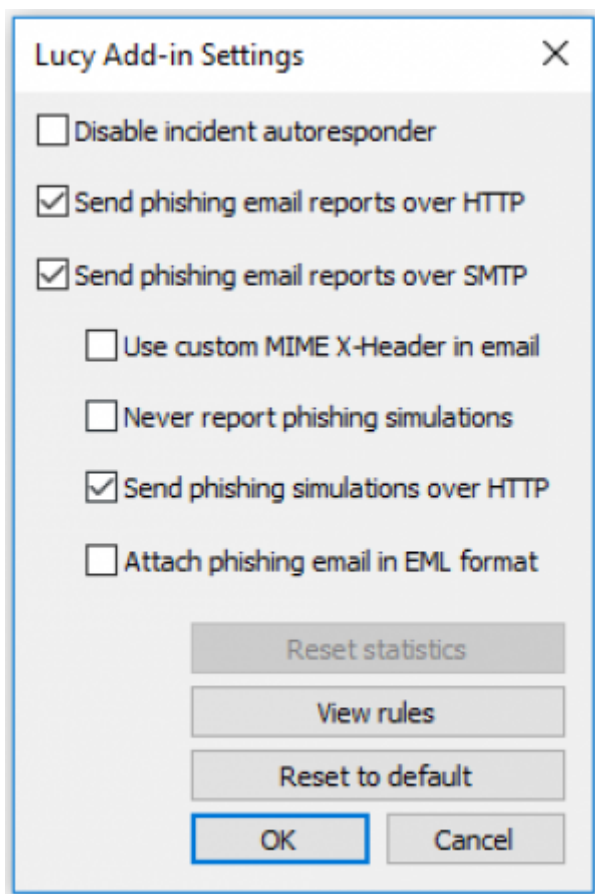 Lucy Add-in Settings
Disable incident autoresponder
Send phishing email reports over HTTP
Send phishing email reports over SMTP
Use custom MIME X-Header in email
Never report phishing simulations
Send phishing simulations over HTTP
Attach phishing email in EML format
Reset statistics
View rules
Reset to default
OK Cancel